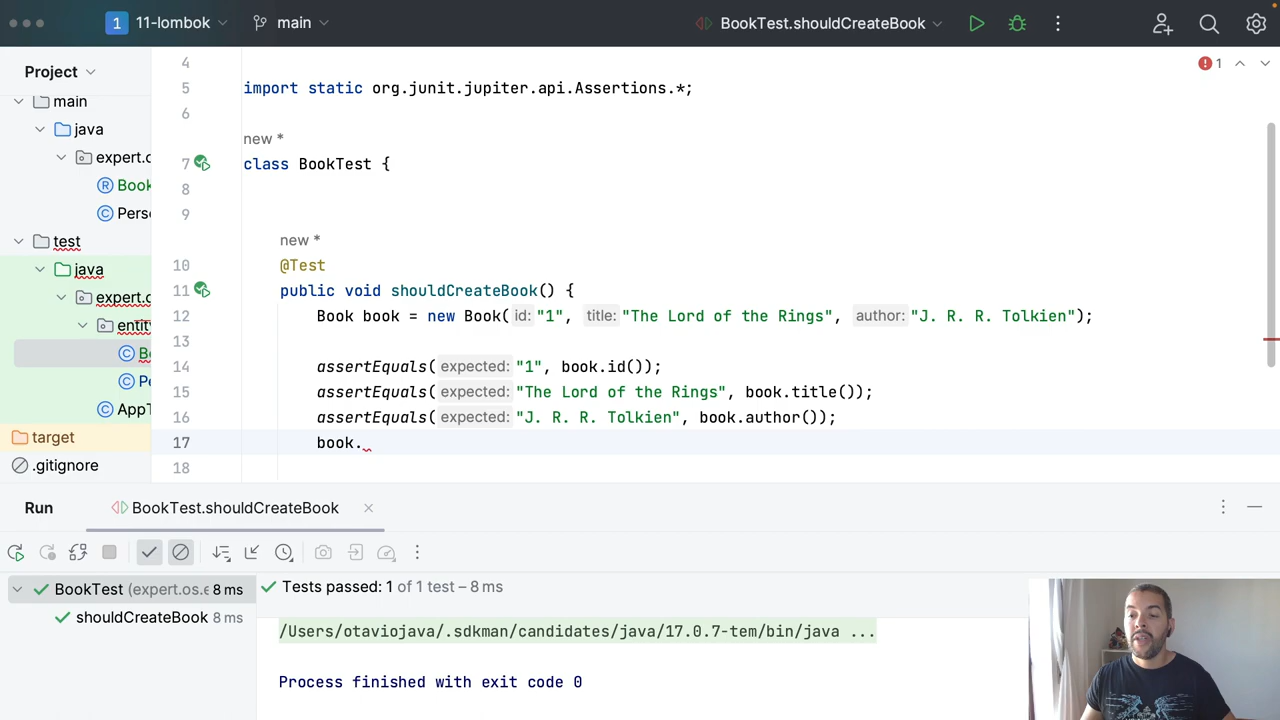 1 11-lombok main BookTest.shouldCreateBook
Project
main
java
expert.o
Book
Perso
test
java
expert.o
entity
Bo
Pe
AppT
target
.gitignore
1
4
5 import static org.junit.jupiter.api.Assertions.*;
6
new *
7 class BookTest {
8
9
new *
10 @Test
11 public void shouldCreateBook() {
12 Book book = new Book( id: "1", title: "The Lord of the Rings", author: "J. R. R. Tolkien");
13
14 assertEquals( expected: "1", book.id());
15 assertEquals( expected: "The Lord of the Rings", book.title());
16 assertEquals( expected: "J. R. R. Tolkien", book.author());
17 book.
18
Run BookTest.shouldCreateBook
BookTest (expert.os.e 8 ms
shouldCreateBook 8 ms
Tests passed: 1 of 1 test – 8 ms
/Users/otaviojava/.sdkman/candidates/java/17.0.7-tem/bin/java ...
Process finished with exit code 0